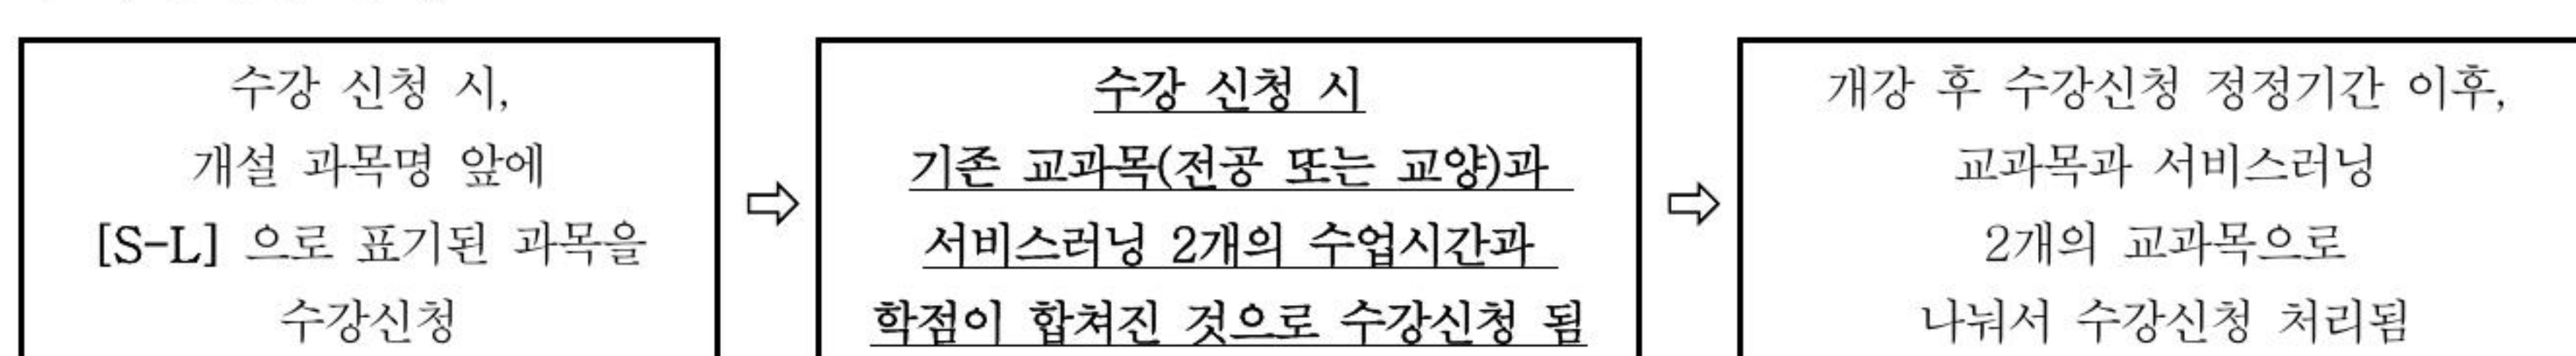 수강 신청 시,
개설 과목명 앞에
[S-L] 으로 표기된 과목을
수강신청
⇨
수강 신청 시
기존 교과목(전공 또는 교양)과
서비스러닝 2개의 수업시간과
학점이 합쳐진 것으로 수강신청 됨
⇨
개강 후 수강신청 정정기간 이후,
교과목과 서비스러닝
2개의 교과목으로
나눠서 수강신청 처리됨